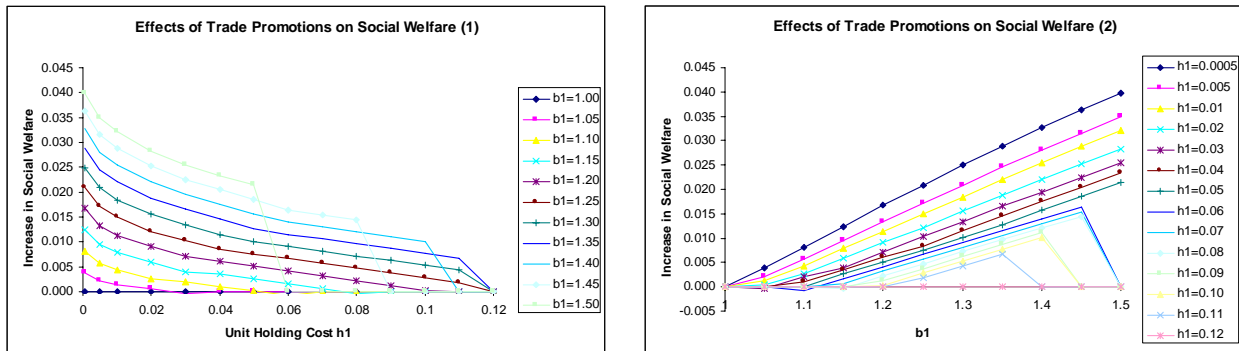 Effects of Trade Promotions on Social Welfare (1)
Increase in Social Welfare
0.045
0.040
0.035
0.030
0.025
0.020
0.015
0.010
0.005
0.000
0
0.02
0.04
0.06
0.08
0.1
0.12
Unit Holding Cost h1
b1=1.00
b1=1.05
b1=1.10
b1=1.15
b1=1.20
b1=1.25
b1=1.30
b1=1.35
b1=1.40
b1=1.45
b1=1.50
Effects of Trade Promotions on Social Welfare (2)
Increase in Social Welfare
0.045
0.040
0.035
0.030
0.025
0.020
0.015
0.010
0.005
0.000
-0.005
1
1.1
1.2
1.3
1.4
1.5
b1
h1=0.0005
h1=0.005
h1=0.01
h1=0.02
h1=0.03
h1=0.04
h1=0.05
h1=0.06
h1=0.07
h1=0.08
h1=0.09
h1=0.10
h1=0.11
h1=0.12